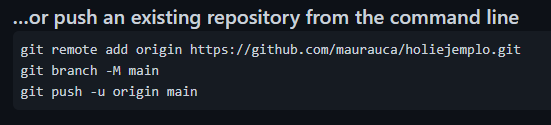 ...or push an existing repository from the command line
git remote add origin https://github.com/maurauca/holiejemplo.git
git branch -M main
git push -u origin main